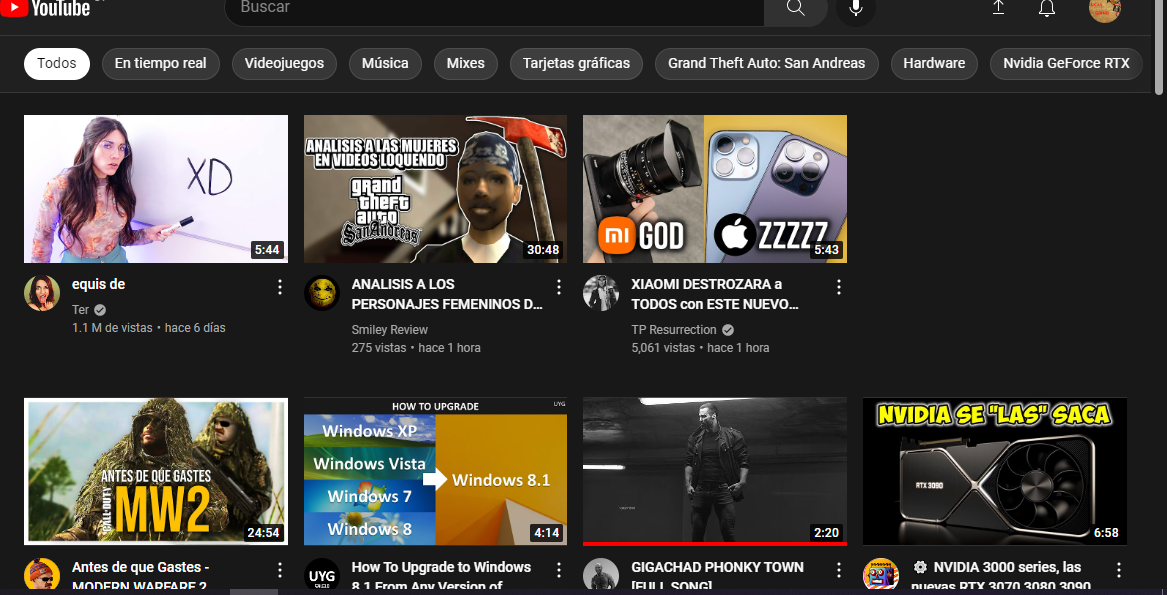 YouTube
Buscar
Todos
En tiempo real
Videojuegos
Música
Mixes
Tarjetas gráficas
Grand Theft Auto: San Andreas
Hardware
Nvidia GeForce RTX
XD
5:44
ANALISIS A LAS MUJERES
EN VIDEOS LOQUENDO
grand
theft
auto
SanAndreas
30:48
mi GOD
ZZZZZ
5:43
equis de
Ter
1.1 M de vistas • hace 6 días
ANALISIS A LOS
PERSONAJES FEMENINOS D...
Smiley Review
275 vistas • hace 1 hora
XIAOMI DESTROZARA a
TODOS con ESTE NUEVO...
TP Resurrection
5,061 vistas • hace 1 hora
ANTES DE QUE GASTES
CALL OF DUTY
MW2
24:54
HOW TO UPGRADE
UYG
Windows XP
Windows Vista
Windows 7
Windows 8
Windows 8.1
4:14
2:20
NVIDIA SE "LAS" SACA
RTX 3090
6:58
Antes de que Gastes -
MODERN WARFARE 2
UYG
How To Upgrade to Windows
8.1 From Any Version of
GIGACHAD PHONKY TOWN
[FULL SONG]
NVIDIA 3000 series, las
nuevas RTX 3070 3080 3090